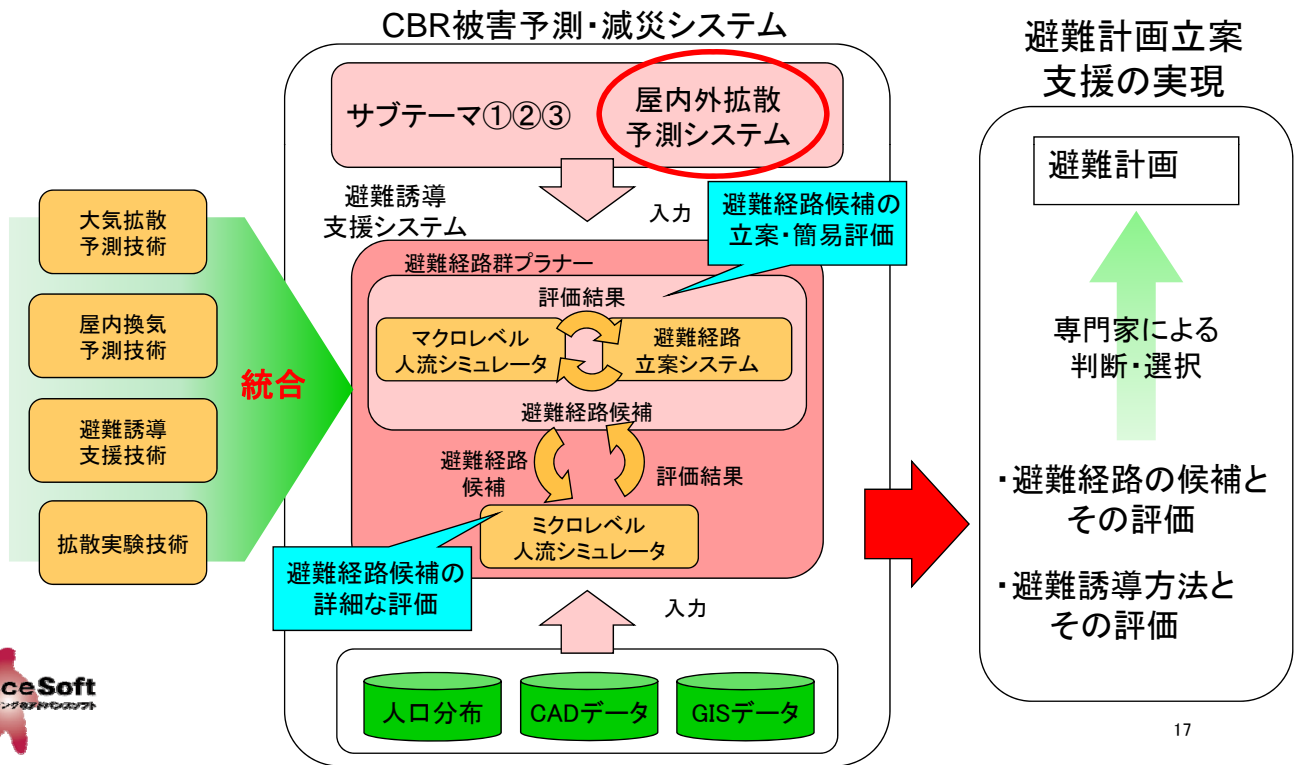 CBR被害予測・減災システム
サブテーマ①②③
屋内外拡散
予測システム
避難誘導
支援システム
入力
避難経路候補の
立案・簡易評価
避難経路群プラナー
評価結果
マクロレベル
人流シミュレータ
避難経路
立案システム
避難経路候補
避難経路
候補
評価結果
ミクロレベル
人流シミュレータ
避難経路候補の
詳細な評価
入力
人口分布
CADデータ
GISデータ
大気拡散
予測技術
屋内換気
予測技術
避難誘導
支援技術
拡散実験技術
統合
避難計画立案
支援の実現
避難計画
専門家による
判断・選択
・避難経路の候補と
その評価
・避難誘導方法と
その評価
ceSoft
17